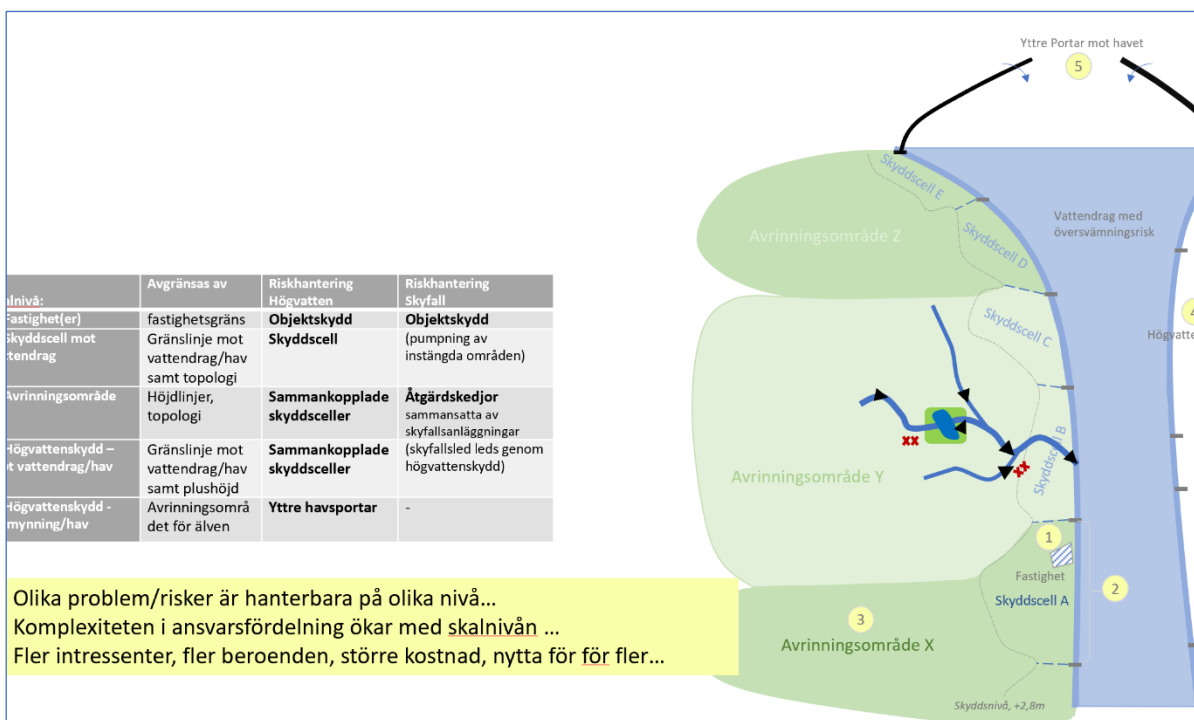 Yttre Portar mot havet
5
Skyddscell E
Skyddscell D
Vattendrag med
översvämningsrisk
Avrinningsområde Z
Skyddscell C
4
Högvatte
Skyddscell B
Avrinningsområde Y
1
Fastighet
Skyddscell A
2
3
Avrinningsområde X
Skyddsnivå, +2,8m
alnivå:
Avgränsas av
Riskhantering
Högvatten
Riskhantering
Skyfall
Fastighet(er)
fastighetsgräns
Objektskydd
Objektskydd
Skyddscell mot
ttendrag
Gränslinje mot
vattendrag/hav
samt topologi
Skyddscell
(pumpning av
instängda områden)
Avrinningsområde
Höjdlinjer,
topologi
Sammankopplade
skyddsceller
Åtgärdskedjor
sammansatta av
skyfallsanläggningar
Högvattenskydd –
ot vattendrag/hav
Gränslinje mot
vattendrag/hav
samt plushöjd
Sammankopplade
skyddsceller
(skyfallsled leds genom
högvattenskydd)
Högvattenskydd -
mynning/hav
Avrinningsområ
det för älven
Yttre havsportar
-
Olika problem/risker är hanterbara på olika nivå...
Komplexiteten i ansvarsfördelning ökar med skalnivån ...
Fler intressenter, fler beroenden, större kostnad, nytta för för fler...